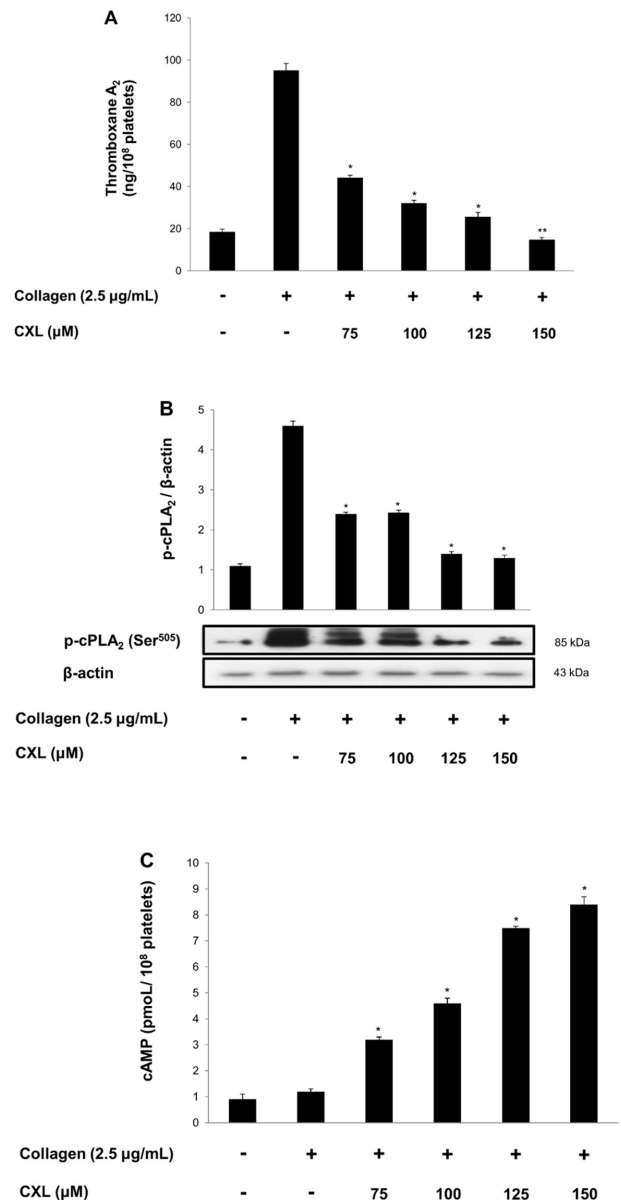 A
Thromboxane A₂
(ng/10⁸ platelets)
120
100
80
60
40
20
0
* * * **
Collagen (2.5 µg/mL) - + + + + +
CXL (µM) - - 75 100 125 150
B
p-cPLA₂ / β-actin
5
4
3
2
1
0
* * * *
p-cPLA₂ (Ser⁵⁰⁵) 85 kDa
β-actin 43 kDa
Collagen (2.5 µg/mL) - + + + + +
CXL (µM) - - 75 100 125 150
C
cAMP (pmoL/ 10⁸ platelets)
10
9
8
7
6
5
4
3
2
1
0
* * * *
Collagen (2.5 µg/mL) - + + + + +
CXL (µM) - - 75 100 125 150